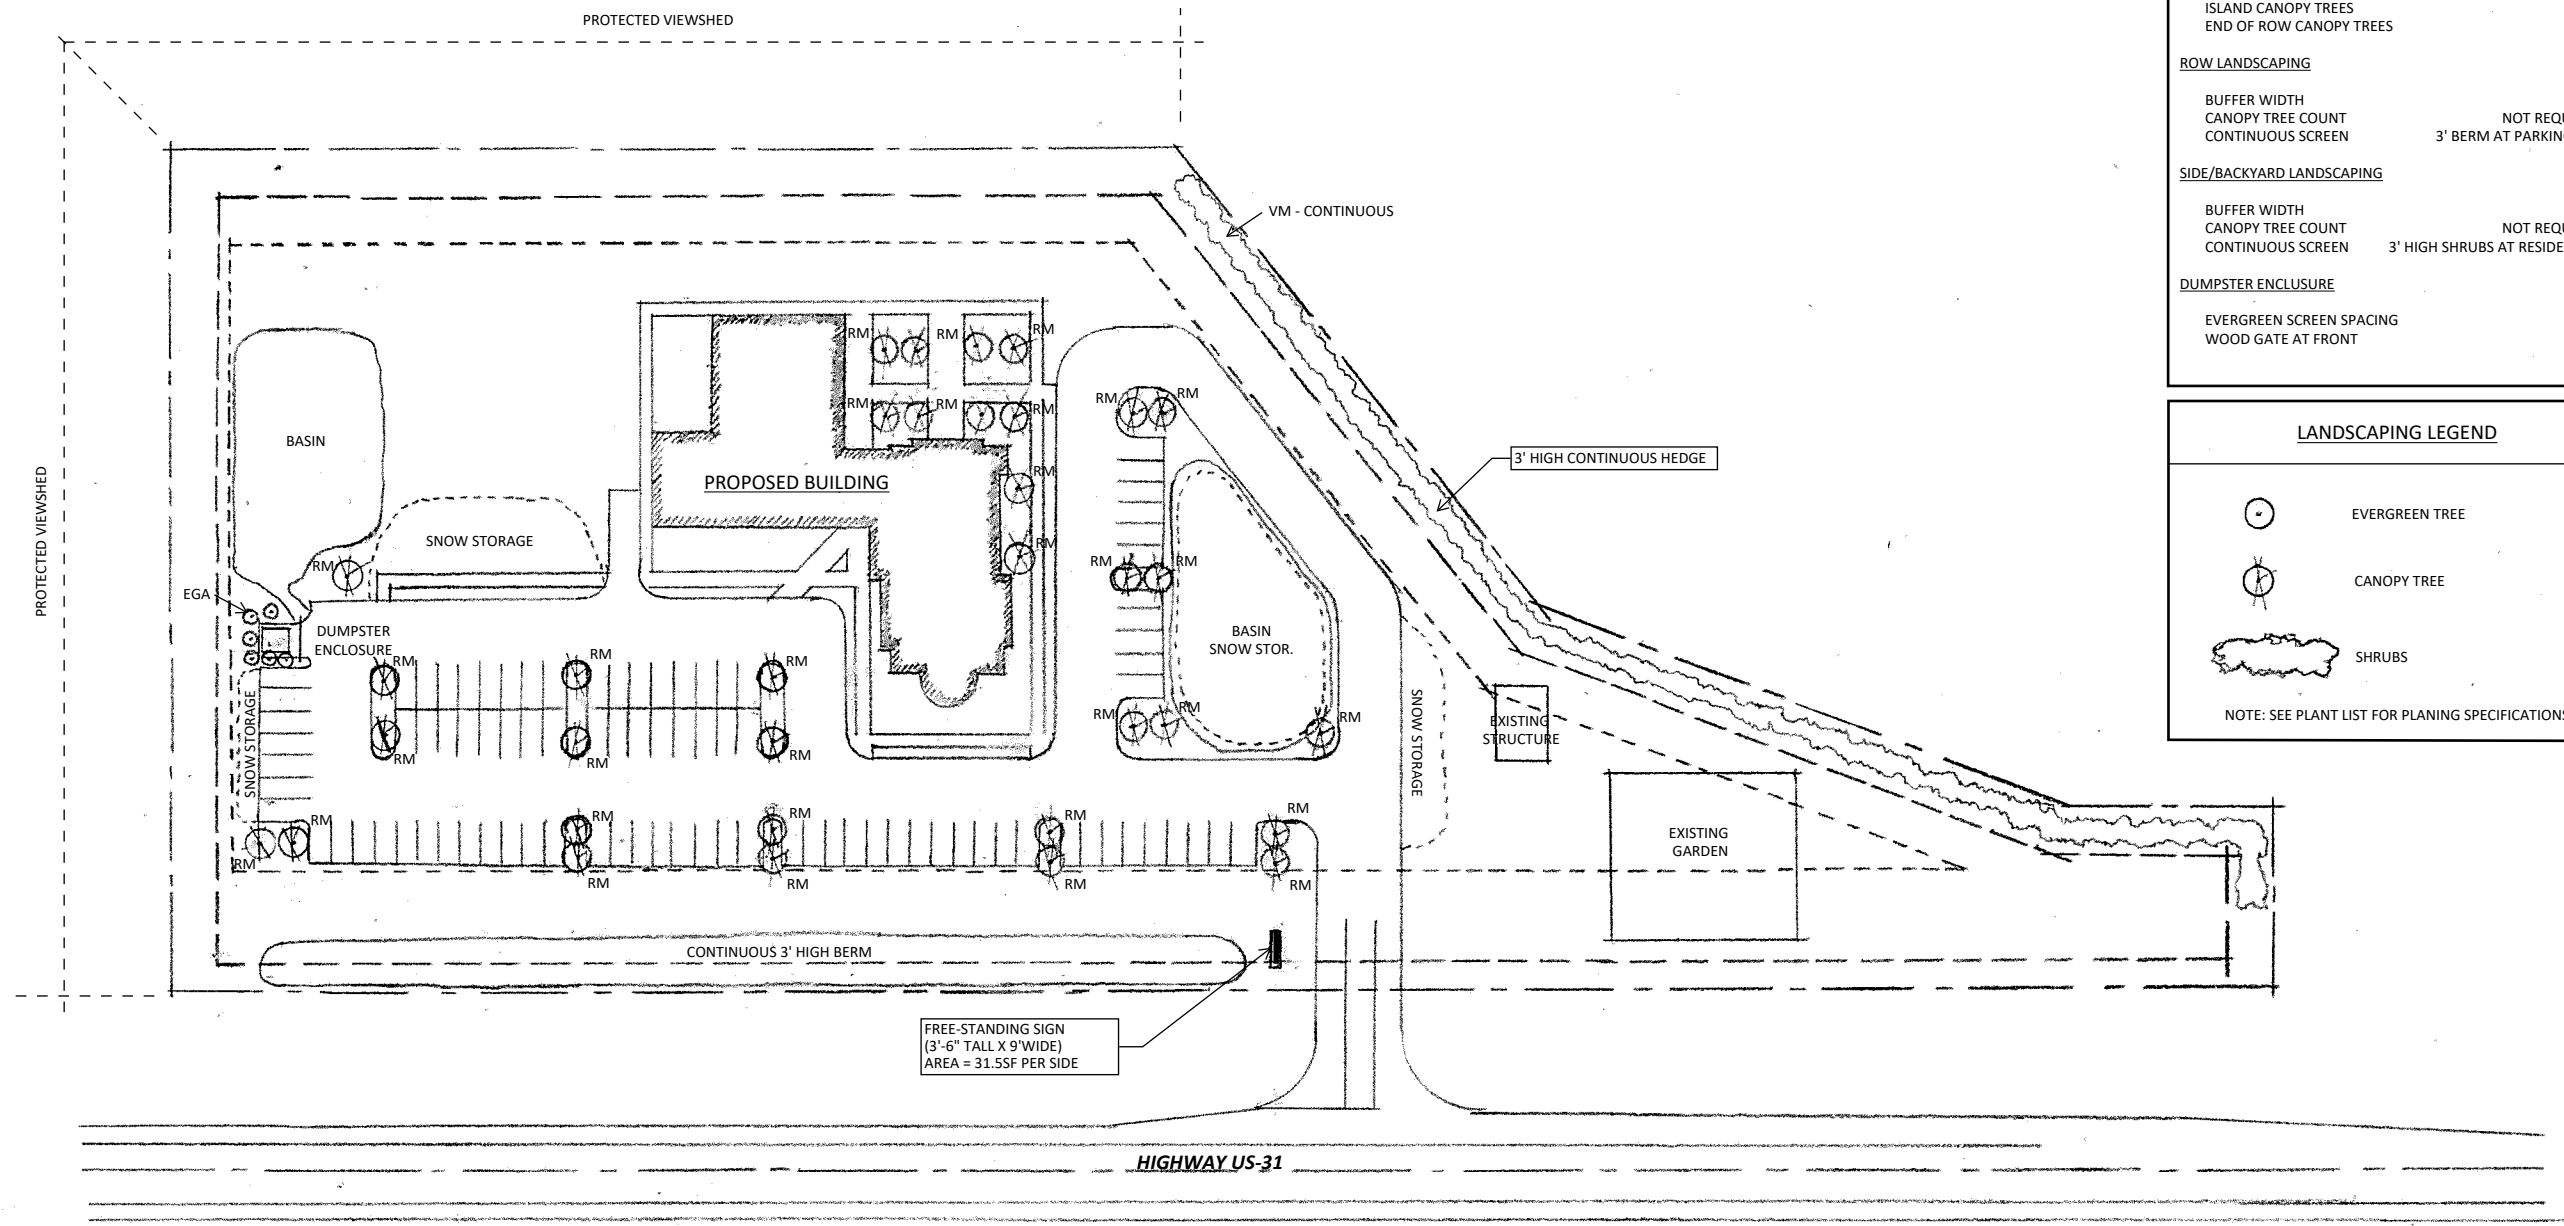 PROTECTED VIEWSHED
ISLAND CANOPY TREES
END OF ROW CANOPY TREES
ROW LANDSCAPING
BUFFER WIDTH
CANOPY TREE COUNT NOT REQU
CONTINUOUS SCREEN 3' BERM AT PARKIN
SIDE/BACKYARD LANDSCAPING
BUFFER WIDTH
CANOPY TREE COUNT NOT REQU
CONTINUOUS SCREEN 3' HIGH SHRUBS AT RESIDE
DUMPSTER ENCLUSURE
EVERGREEN SCREEN SPACING
WOOD GATE AT FRONT
LANDSCAPING LEGEND
EVERGREEN TREE
CANOPY TREE
SHRUBS
NOTE: SEE PLANT LIST FOR PLANING SPECIFICATIONS
VM - CONTINUOUS
3' HIGH CONTINUOUS HEDGE
PROTECTED VIEWSHED
RM
RM
RM
RM
RM
RM
RM
RM
BASIN
PROPOSED BUILDING
RM
SNOW STORAGE
RM
RM
RM
RM
EGA
DUMPSTER
ENCLOSURE
BASIN
SNOW STOR.
RM
RM
RM
SNOW STORAGE
RM
RM
RM
SNOW STORAGE
EXISTING
STRUCTURE
RM
RM
RM
RM
RM
RM
RM
RM
EXISTING
GARDEN
RM
RM
RM
RM
RM
CONTINUOUS 3' HIGH BERM
FREE-STANDING SIGN
(3'-6" TALL X 9'WIDE)
AREA = 31.5SF PER SIDE
HIGHWAY US-31